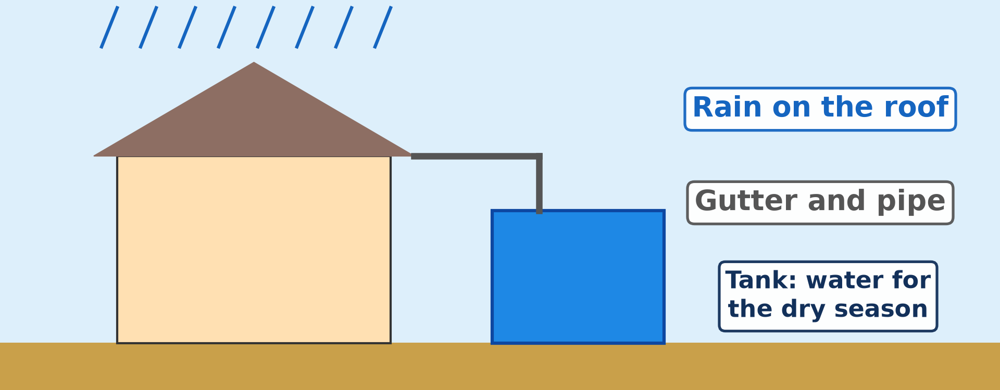 Rain on the roof
Gutter and pipe
Tank: water for
the dry season